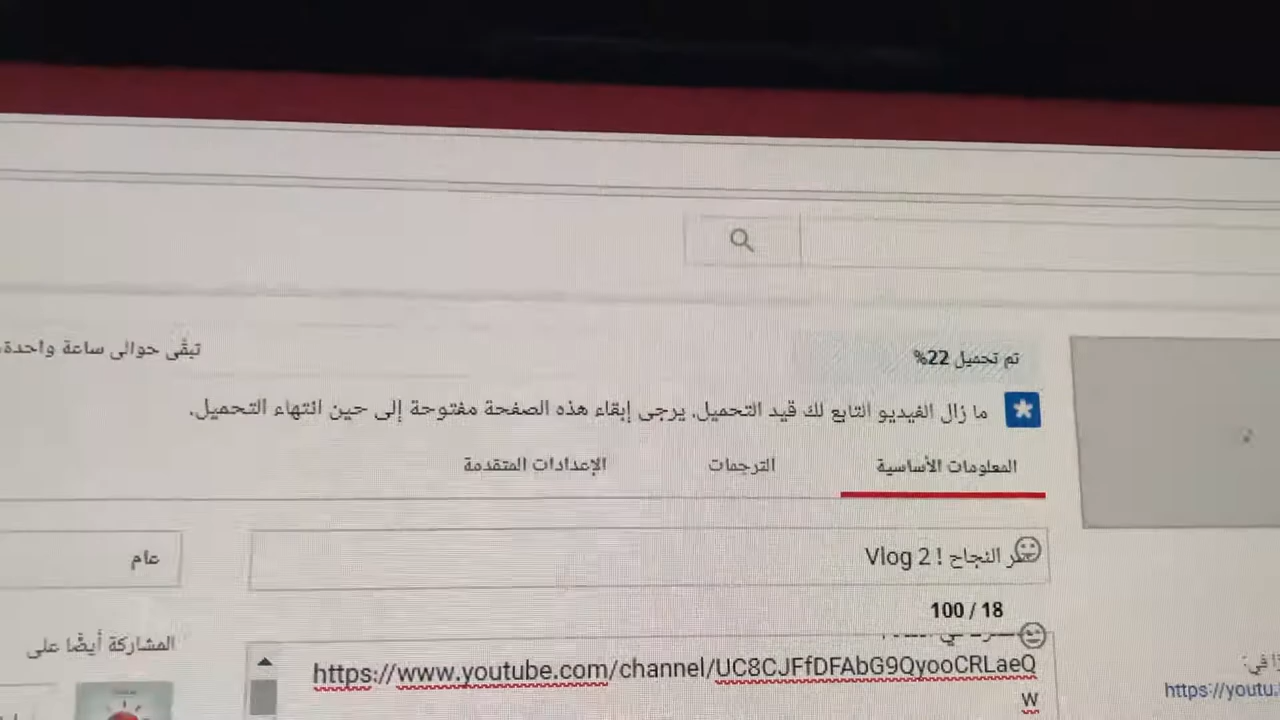 تم تحميل 22%
تبقَّى حوالى ساعة واحدة.
ما زال الفيديو التابع لك قيد التحميل. يرجى إبقاء هذه الصفحة مفتوحة إلى حين انتهاء التحميل.
المعلومات الأساسية
الترجمات
الإعدادات المتقدمة
النجاح ! Vlog 2
عام
100 / 18
المشاركة أيضًا على
https://www.youtube.com/channel/UC8CJFfDFAbG9QyooCRLaeQ
w
https://youtu.